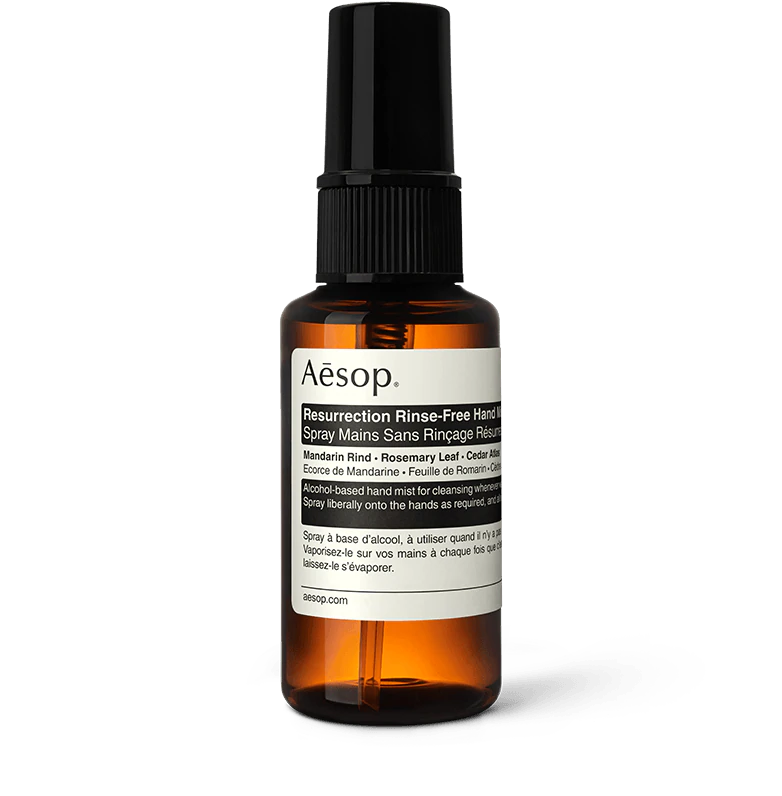 Aēsop®
Resurrection Rinse-Free Hand
Spray Mains Sans Rinçage
Mandarin Rind • Rosemary Leaf • Cedar Atlas
Ecorce de Mandarine • Feuille de Romarin •
Alcohol-based hand mist for cleansing whenever
Spray liberally onto the hands as required, and
Spray à base d'alcool, à utiliser quand il n'y a
Vaporisez-le sur vos mains à chaque fois que
laissez-le s'évaporer.
aesop.com